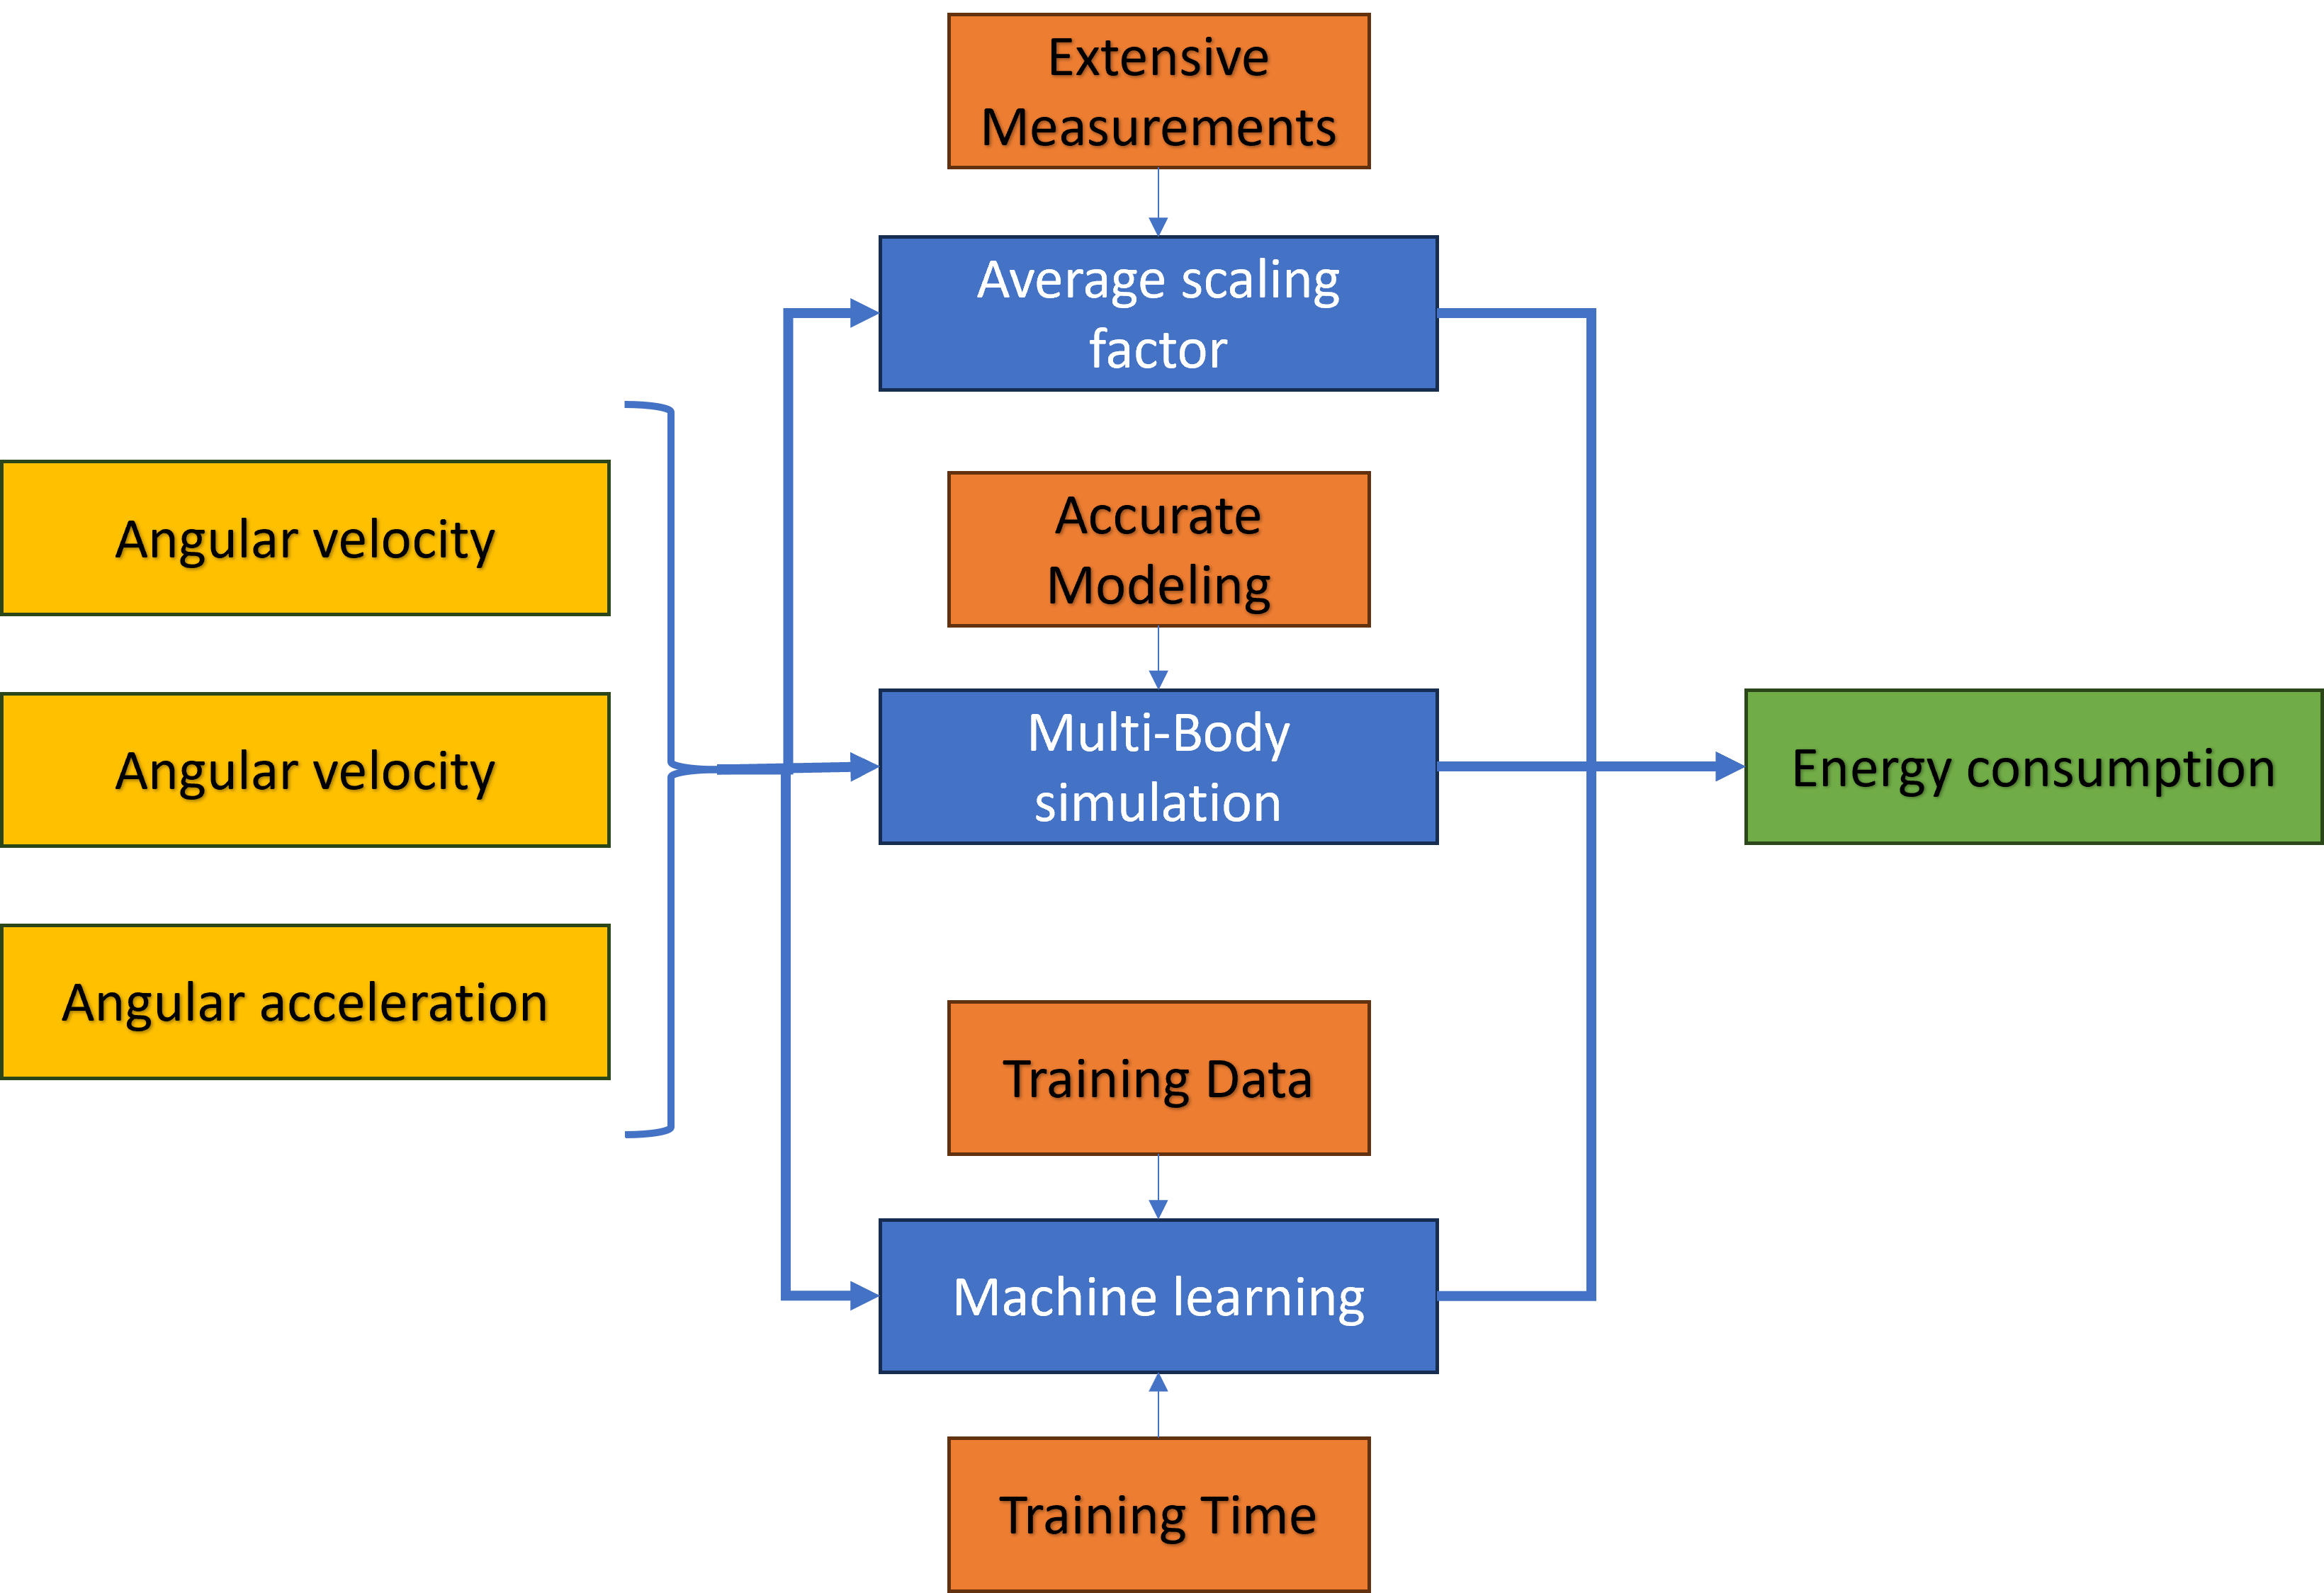 Extensive
Measurements
Average scaling
factor
Angular velocity
Accurate
Modeling
Angular velocity
Multi-Body
simulation
Energy consumption
Angular acceleration
Training Data
Machine learning
Training Time